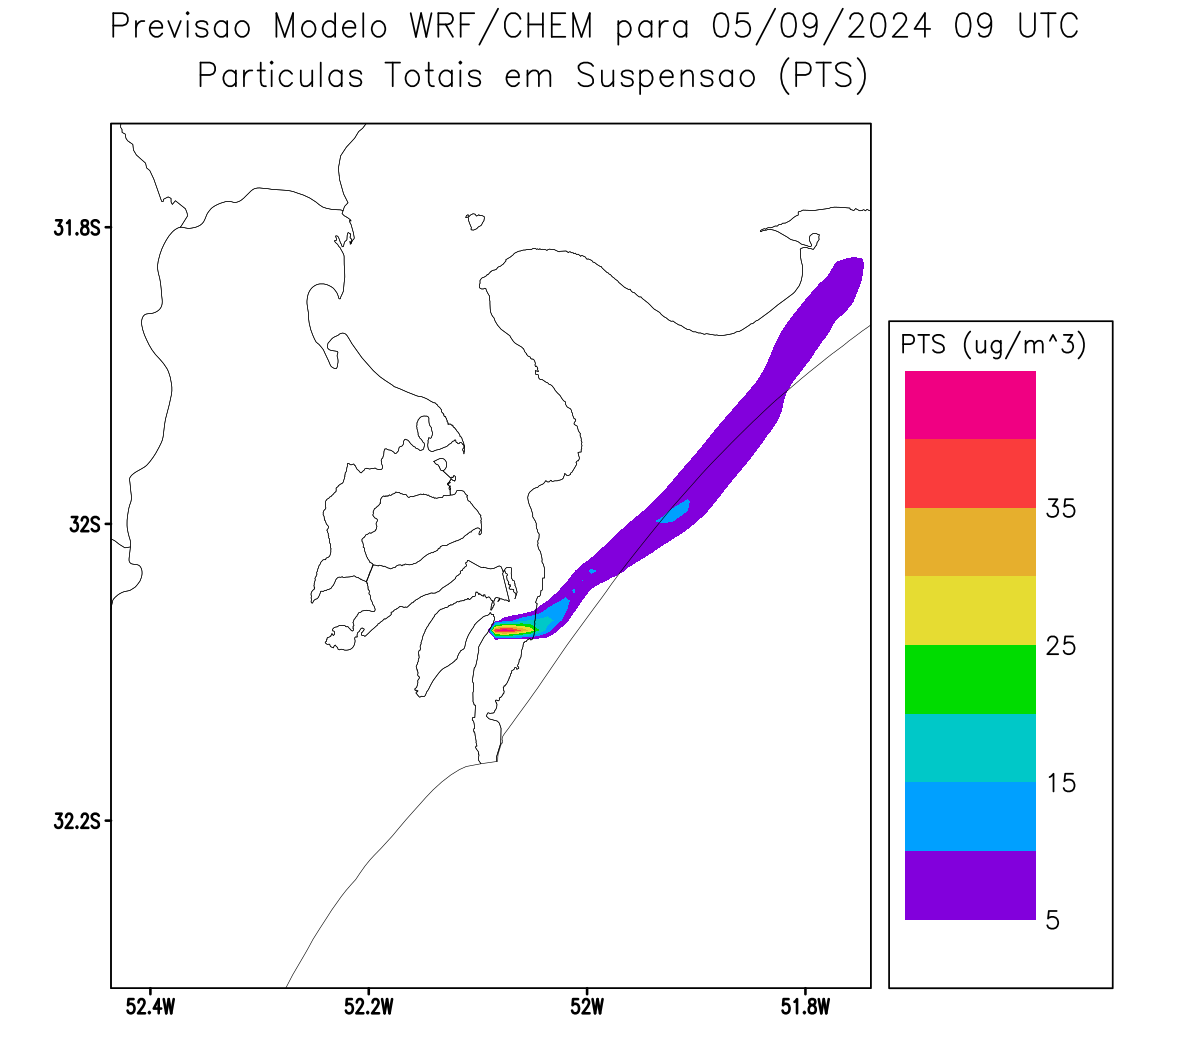 Previsao Modelo WRF/CHEM para 05/09/2024 09 UTC
Particulas Totais em Suspensao (PTS)
31.8S
32S
32.2S
52.4W
52.2W
52W
51.8W
PTS (ug/m^3)
35
25
15
5